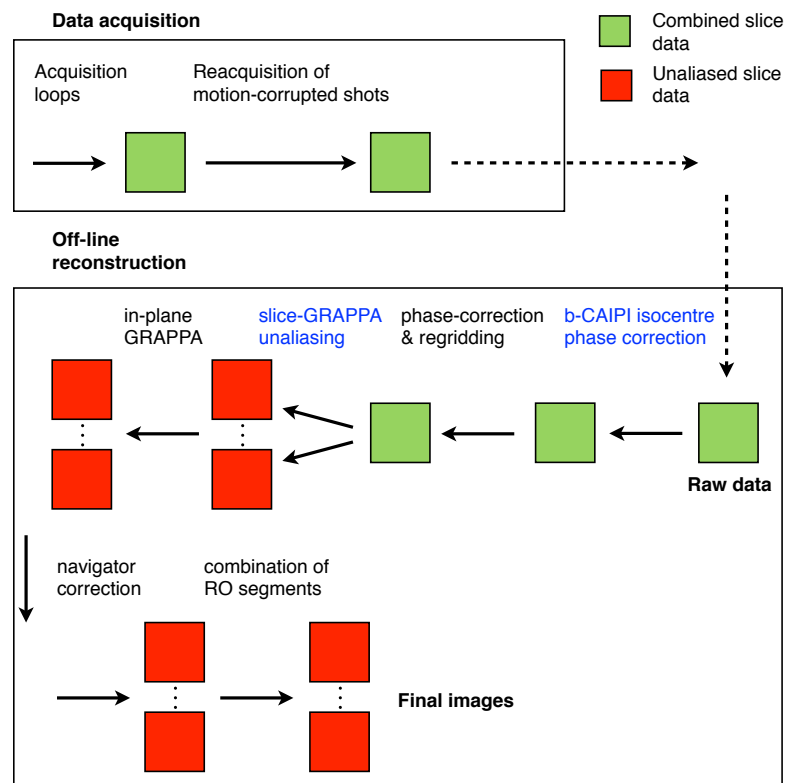 Data acquisition
Combined slice
data
Unaliased slice
data
Acquisition
loops
Reacquisition of
motion-corrupted shots
Off-line
reconstruction
in-plane
GRAPPA
slice-GRAPPA
unaliasing
phase-correction
& regridding
b-CAIPI isocentre
phase correction
Raw data
navigator
correction
combination of
RO segments
Final images